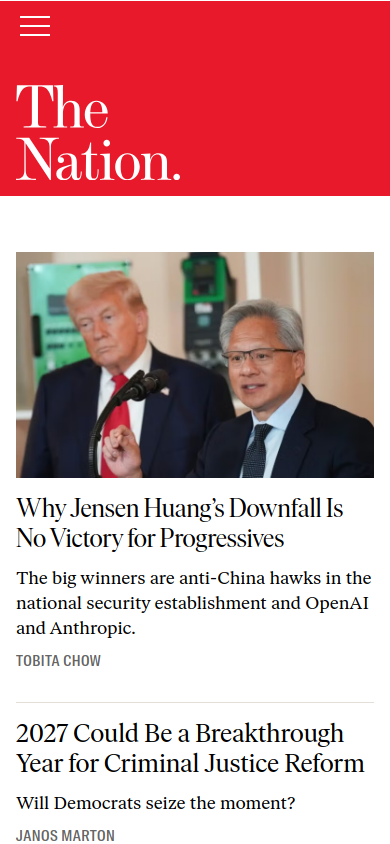 The
Nation.
Why Jensen Huang's Downfall Is
No Victory for Progressives
The big winners are anti-China hawks in the
national security establishment and OpenAI
and Anthropic.
TOBITA CHOW
2027 Could Be a Breakthrough
Year for Criminal Justice Reform
Will Democrats seize the moment?
JANOS MARTON